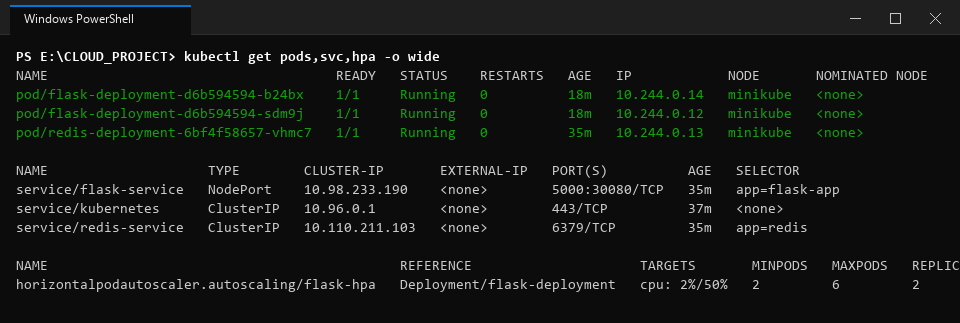 Windows PowerShell
PS E:\CLOUD_PROJECT> kubectl get pods,svc,hpa -o wide
NAME                                    READY   STATUS    RESTARTS   AGE   IP            NODE       NOMINATED NODE
pod/flask-deployment-d6b594594-b24bx    1/1     Running   0          18m   10.244.0.14   minikube   <none>
pod/flask-deployment-d6b594594-sdm9j    1/1     Running   0          18m   10.244.0.12   minikube   <none>
pod/redis-deployment-6bf4f58657-vhmc7   1/1     Running   0          35m   10.244.0.13   minikube   <none>
NAME                    TYPE        CLUSTER-IP       EXTERNAL-IP   PORT(S)          AGE   SELECTOR
service/flask-service   NodePort    10.98.233.190    <none>        5000:30080/TCP   35m   app=flask-app
service/kubernetes      ClusterIP   10.96.0.1        <none>        443/TCP          37m   <none>
service/redis-service   ClusterIP   10.110.211.103   <none>        6379/TCP         35m   app=redis
NAME                                            REFERENCE                     TARGETS       MINPODS   MAXPODS   REPLIC
horizontalpodautoscaler.autoscaling/flask-hpa   Deployment/flask-deployment   cpu: 2%/50%   2         6         2